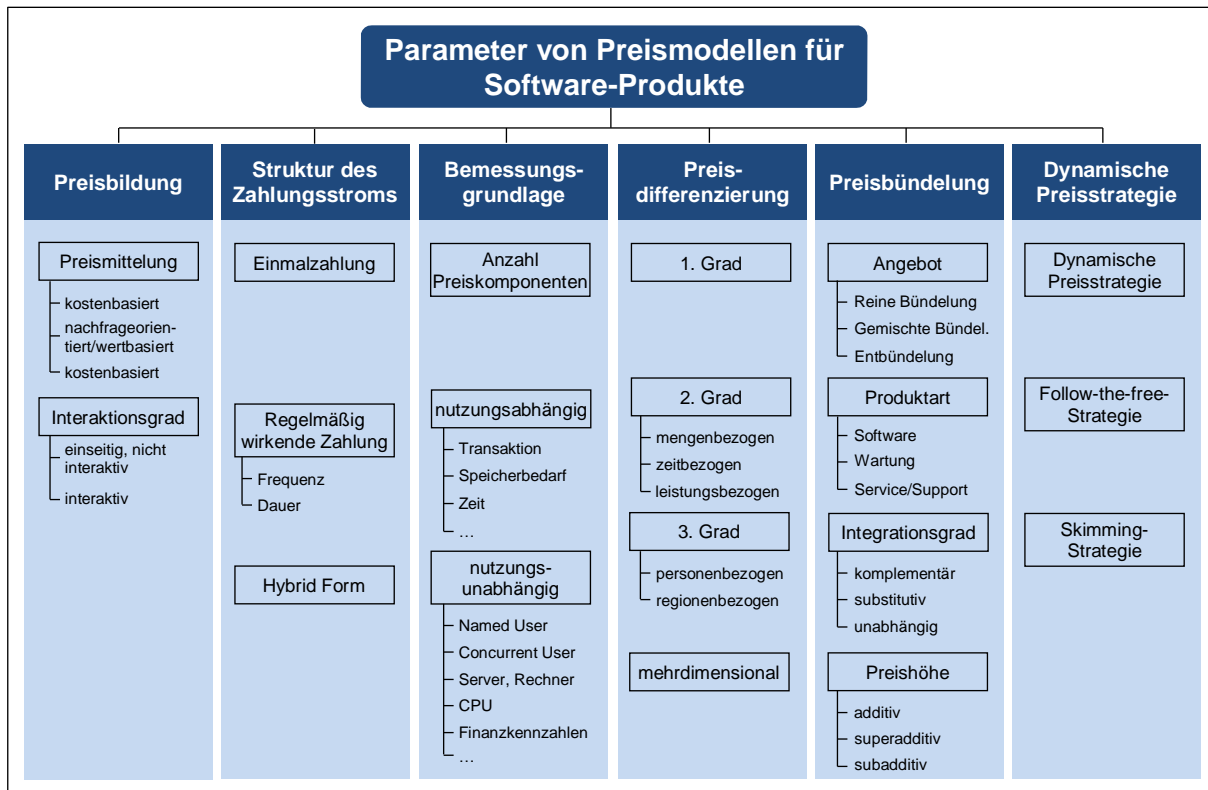 Parameter von Preismodellen für
Software-Produkte
Preisbildung
Preismittelung
kostenbasiert
nachfrageorien-
tiert/wertbasiert
kostenbasiert
Interaktionsgrad
einseitig, nicht
interaktiv
interaktiv
Struktur des
Zahlungsstroms
Einmalzahlung
Regelmäßig
wirkende Zahlung
Frequenz
Dauer
Hybrid Form
Bemessungs-
grundlage
Anzahl
Preiskomponenten
nutzungsabhängig
Transaktion
Speicherbedarf
Zeit
…
nutzungs-
unabhängig
Named User
Concurrent User
Server, Rechner
CPU
Finanzkennzahlen
…
Preis-
differenzierung
1. Grad
2. Grad
mengenbezogen
zeitbezogen
leistungsbezogen
3. Grad
personenbezogen
regionenbezogen
mehrdimensional
Preisbündelung
Angebot
Reine Bündelung
Gemischte Bündel.
Entbündelung
Produktart
Software
Wartung
Service/Support
Integrationsgrad
komplementär
substitutiv
unabhängig
Preishöhe
additiv
superadditiv
subadditiv
Dynamische
Preisstrategie
Dynamische
Preisstrategie
Follow-the-free-
Strategie
Skimming-
Strategie